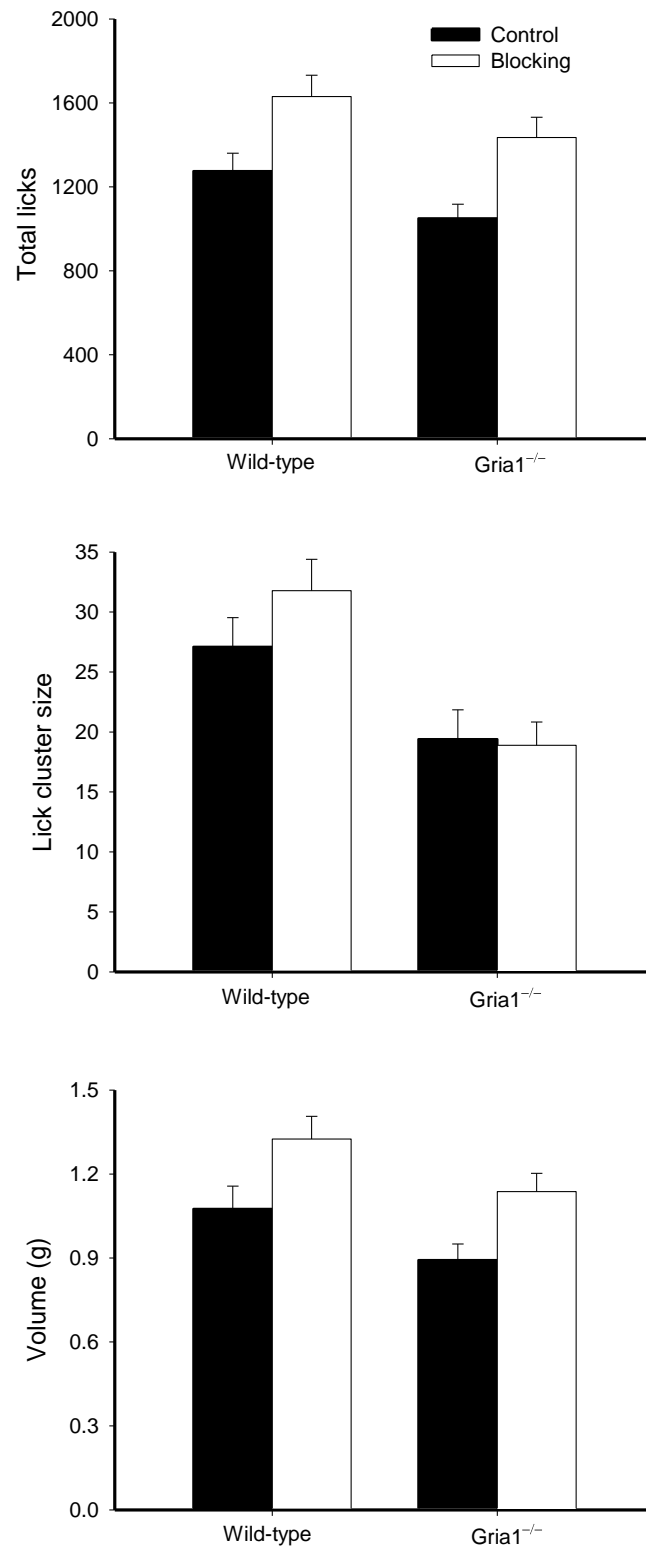 2000
Control
Blocking
1600
1200
800
400
0
Total licks
Wild-type
Gria1⁻/⁻
35
30
25
20
15
10
5
0
Lick cluster size
Wild-type
Gria1⁻/⁻
1.5
1.2
0.9
0.6
0.3
0.0
Volume (g)
Wild-type
Gria1⁻/⁻